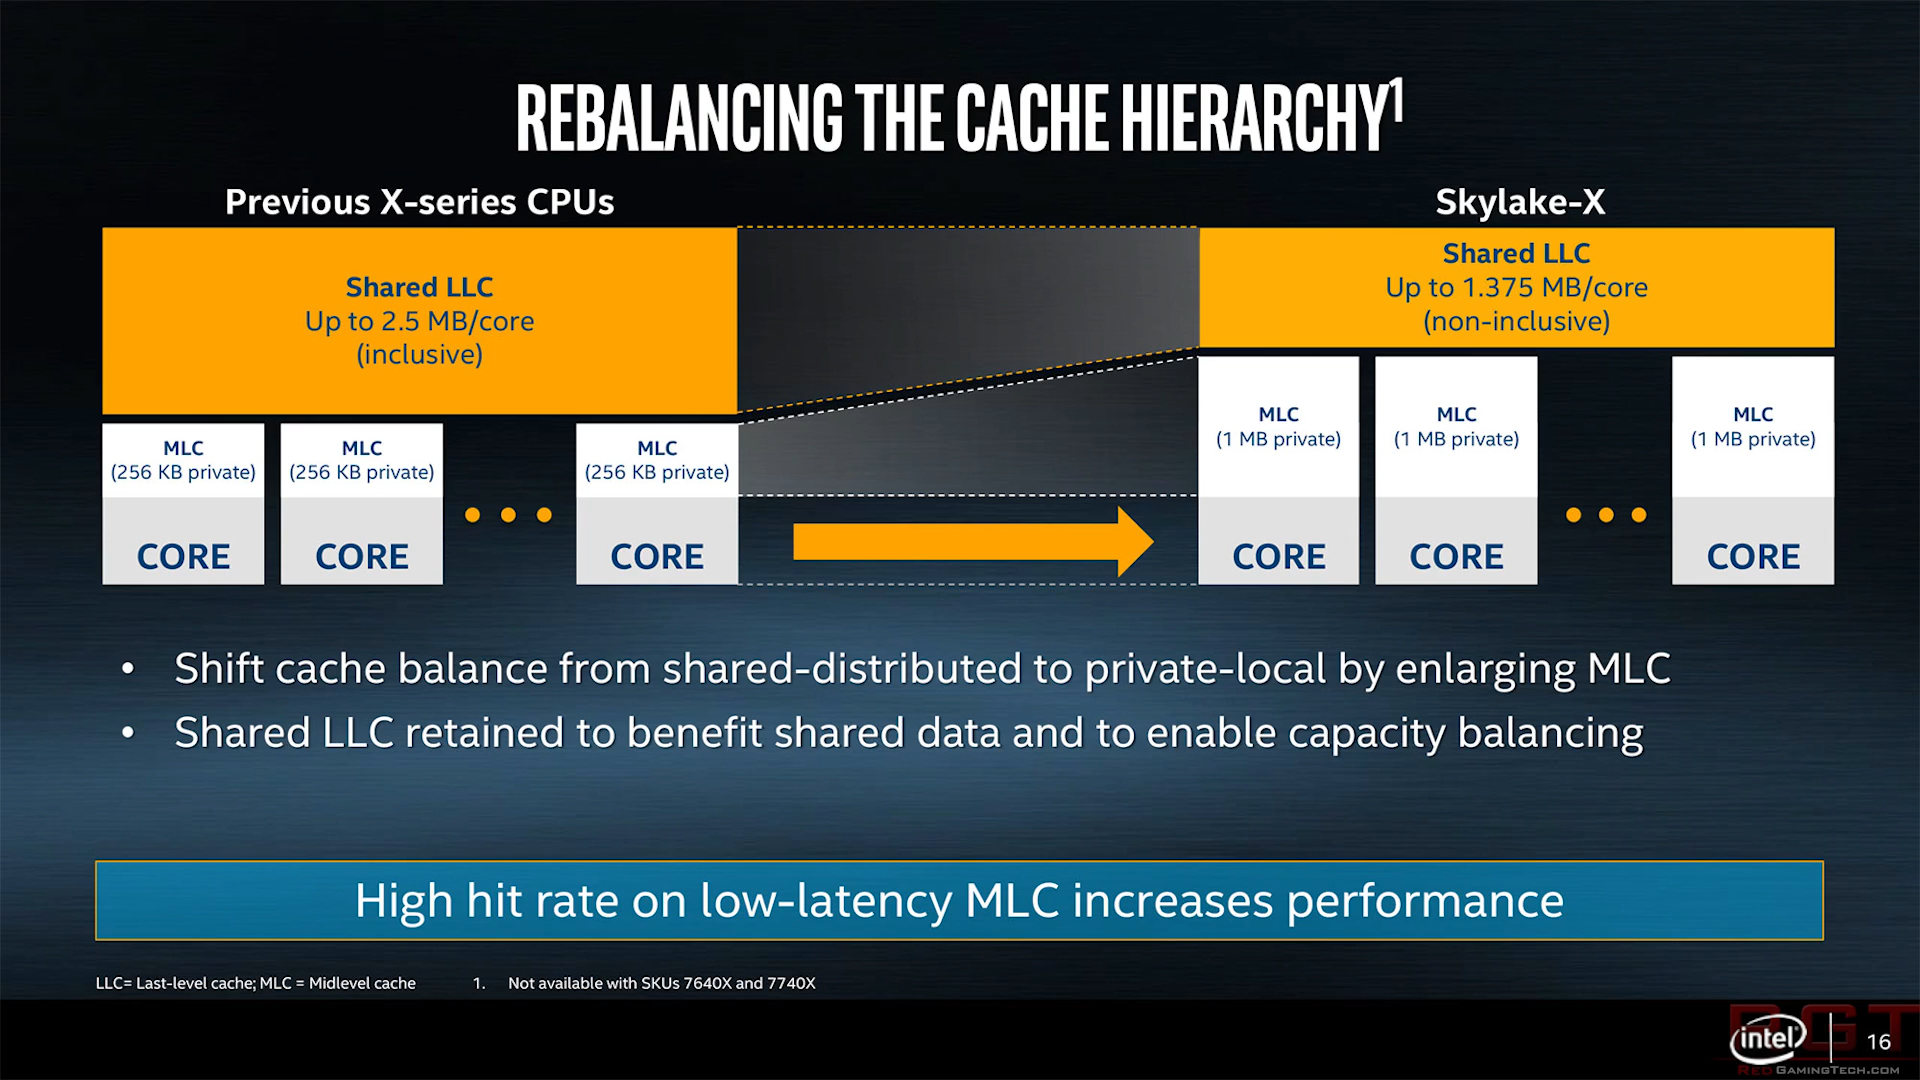 REBALANCING THE CACHE HIERARCHY¹
Previous X-series CPUs
Shared LLC
Up to 2.5 MB/core
(inclusive)
MLC
(256 KB private)
CORE
MLC
(256 KB private)
CORE
MLC
(256 KB private)
CORE
Skylake-X
Shared LLC
Up to 1.375 MB/core
(non-inclusive)
MLC
(1 MB private)
CORE
MLC
(1 MB private)
CORE
MLC
(1 MB private)
CORE
• Shift cache balance from shared-distributed to private-local by enlarging MLC
• Shared LLC retained to benefit shared data and to enable capacity balancing
High hit rate on low-latency MLC increases performance
LLC= Last-level cache; MLC = Midlevel cache
1. Not available with SKUs 7640X and 7740X
RGT
intel
16
RED GAMINGTECH.COM